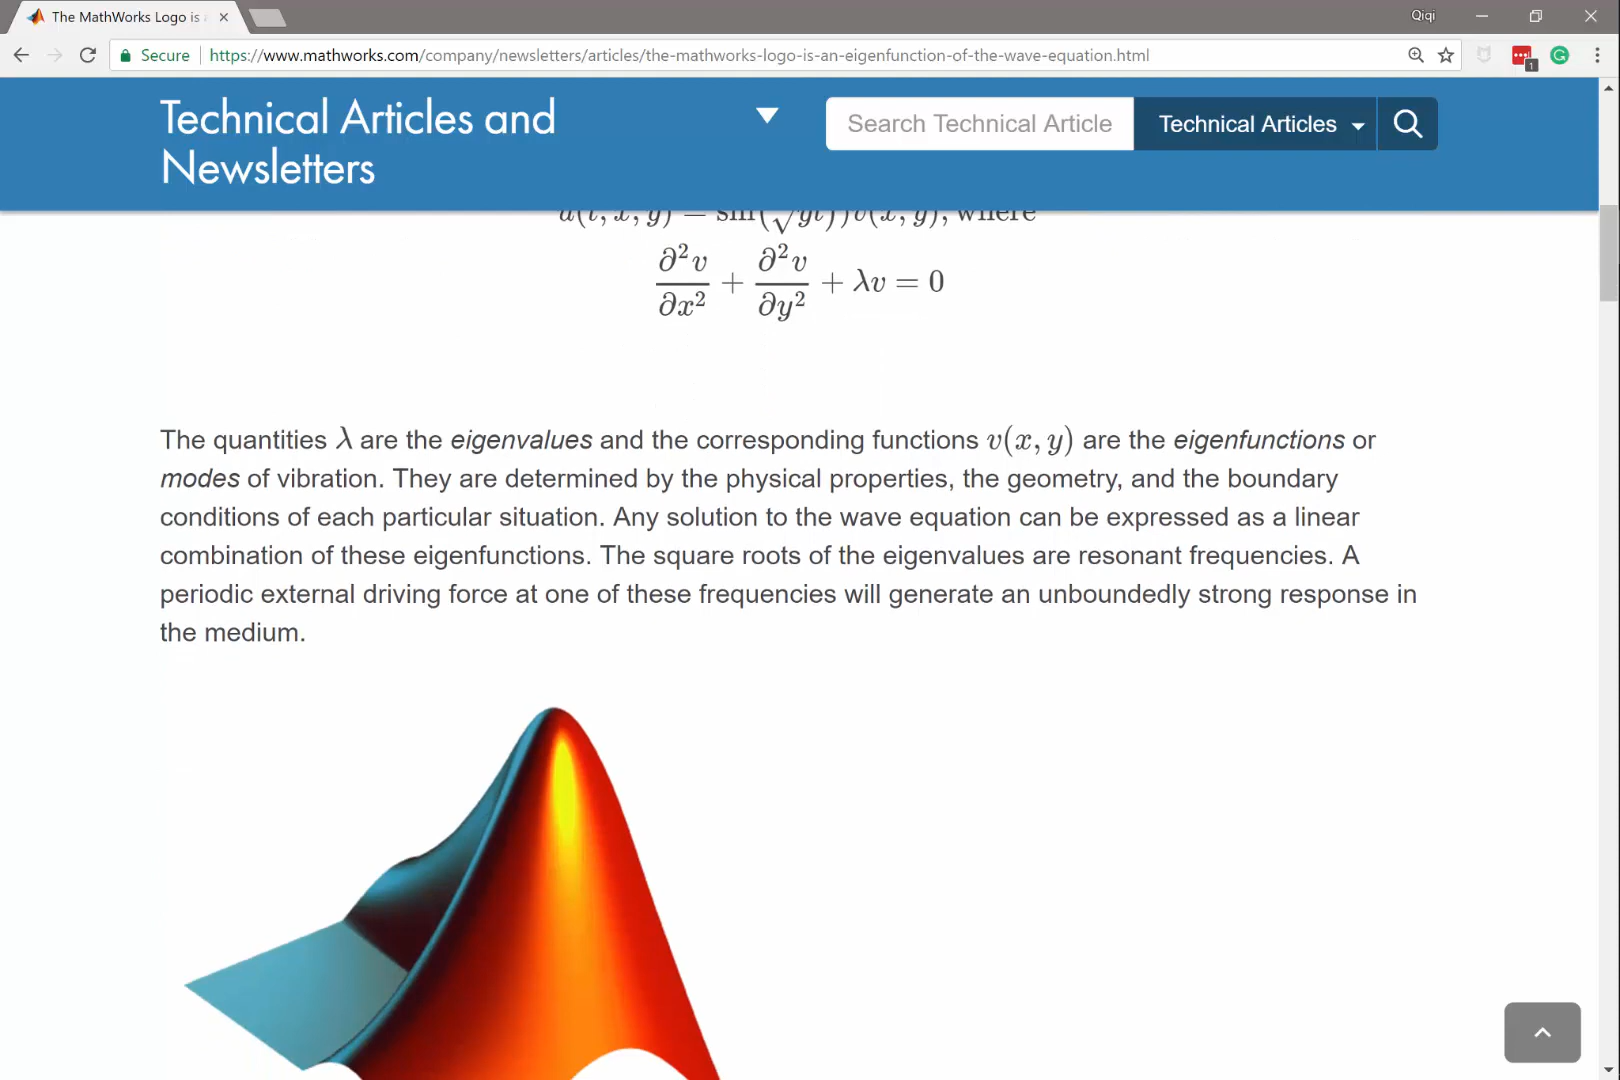 The MathWorks Logo is a
Qiqi
Secure https://www.mathworks.com/company/newsletters/articles/the-mathworks-logo-is-an-eigenfunction-of-the-wave-equation.html
1
Technical Articles and
Newsletters
Search Technical Article
Technical Articles
u(t, x, y) = sin(√yt))v(x, y), where
∂²v/∂x² + ∂²v/∂y² + λv = 0
The quantities λ are the eigenvalues and the corresponding functions v(x, y) are the eigenfunctions or
modes of vibration. They are determined by the physical properties, the geometry, and the boundary
conditions of each particular situation. Any solution to the wave equation can be expressed as a linear
combination of these eigenfunctions. The square roots of the eigenvalues are resonant frequencies. A
periodic external driving force at one of these frequencies will generate an unboundedly strong response in
the medium.